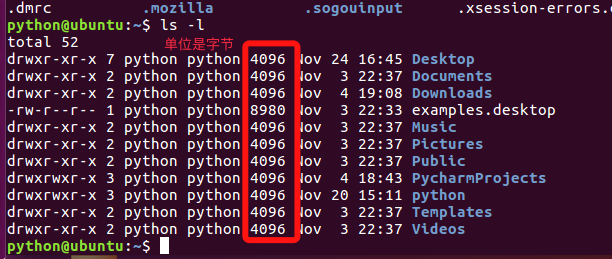 .dmrc .mozilla .sogouinput .xsession-errors.
python@ubuntu:~$ ls -l
total 52 单位是字节
drwxr-xr-x 7 python python 4096 Nov 24 16:45 Desktop
drwxr-xr-x 2 python python 4096 Nov 3 22:37 Documents
drwxr-xr-x 2 python python 4096 Nov 4 19:08 Downloads
-rw-r--r-- 1 python python 8980 Nov 3 22:33 examples.desktop
drwxr-xr-x 2 python python 4096 Nov 3 22:37 Music
drwxr-xr-x 2 python python 4096 Nov 3 22:37 Pictures
drwxr-xr-x 2 python python 4096 Nov 3 22:37 Public
drwxrwxr-x 3 python python 4096 Nov 4 18:43 PycharmProjects
drwxrwxr-x 3 python python 4096 Nov 20 15:11 python
drwxr-xr-x 2 python python 4096 Nov 3 22:37 Templates
drwxr-xr-x 2 python python 4096 Nov 3 22:37 Videos
python@ubuntu:~$